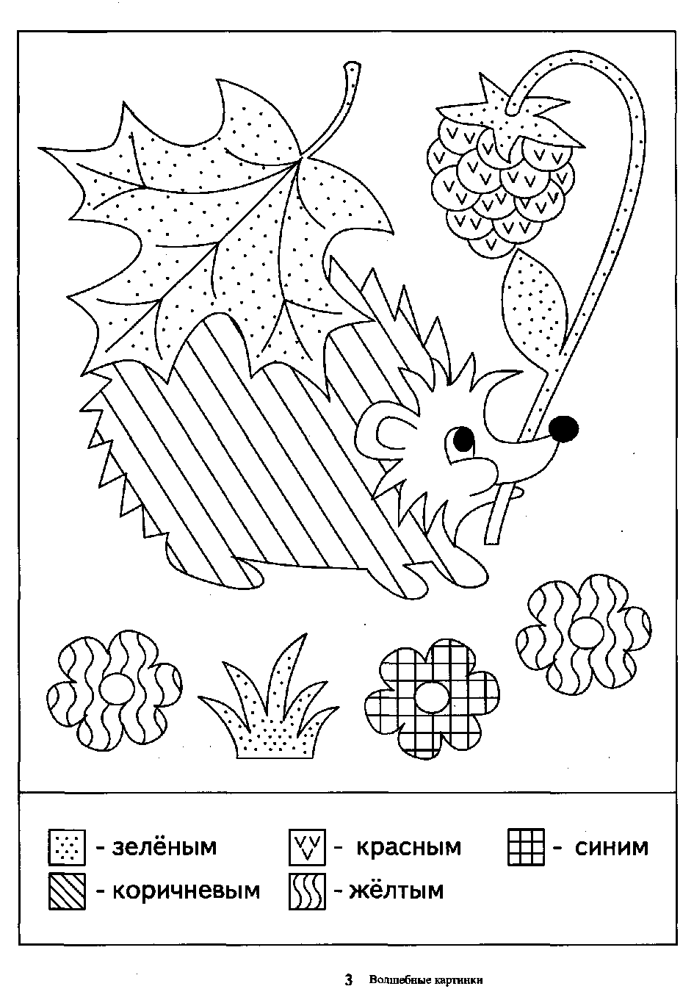 - зелёным - красным - синим
- коричневым - жёлтым
3 Волшебные картинки